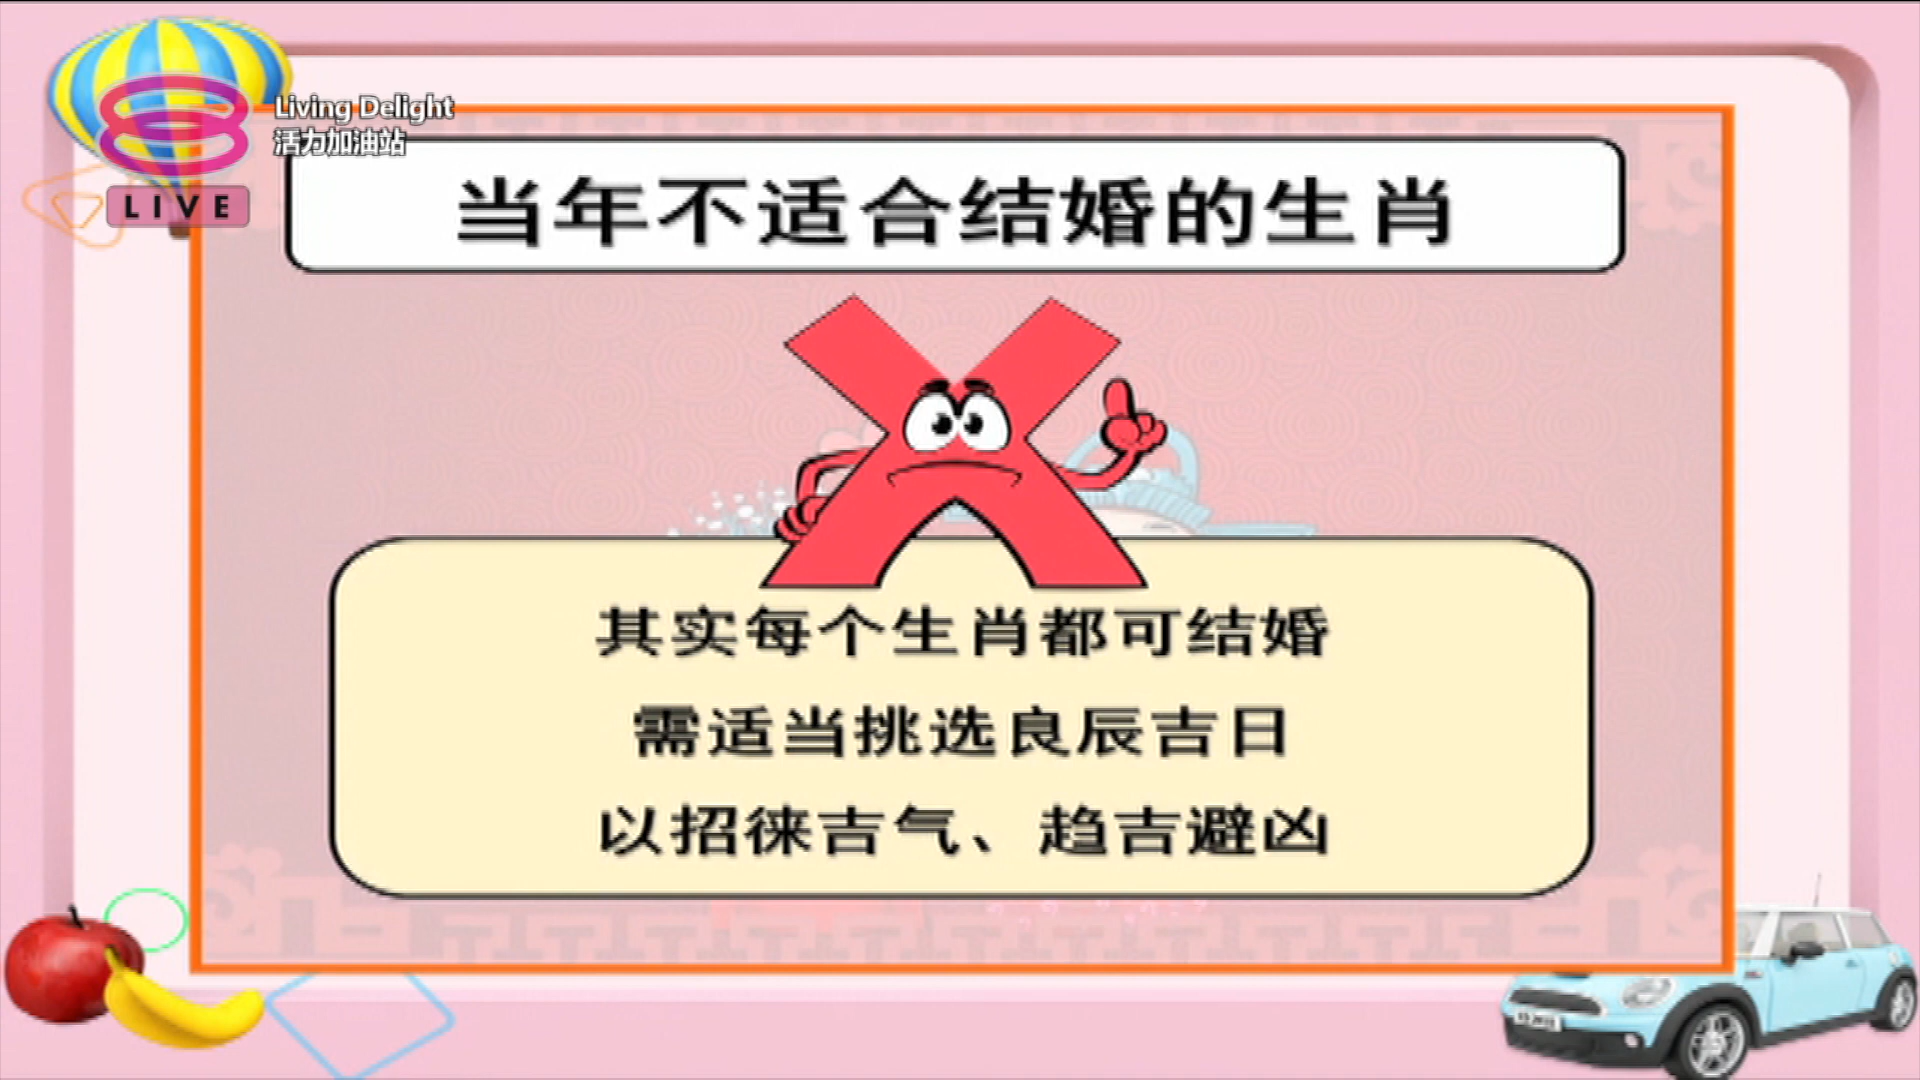 Living Delight
活力加油站
LIVE
当年不适合结婚的生肖
其实每个生肖都可结婚
需适当挑选良辰吉日
以招徕吉气、趋吉避凶